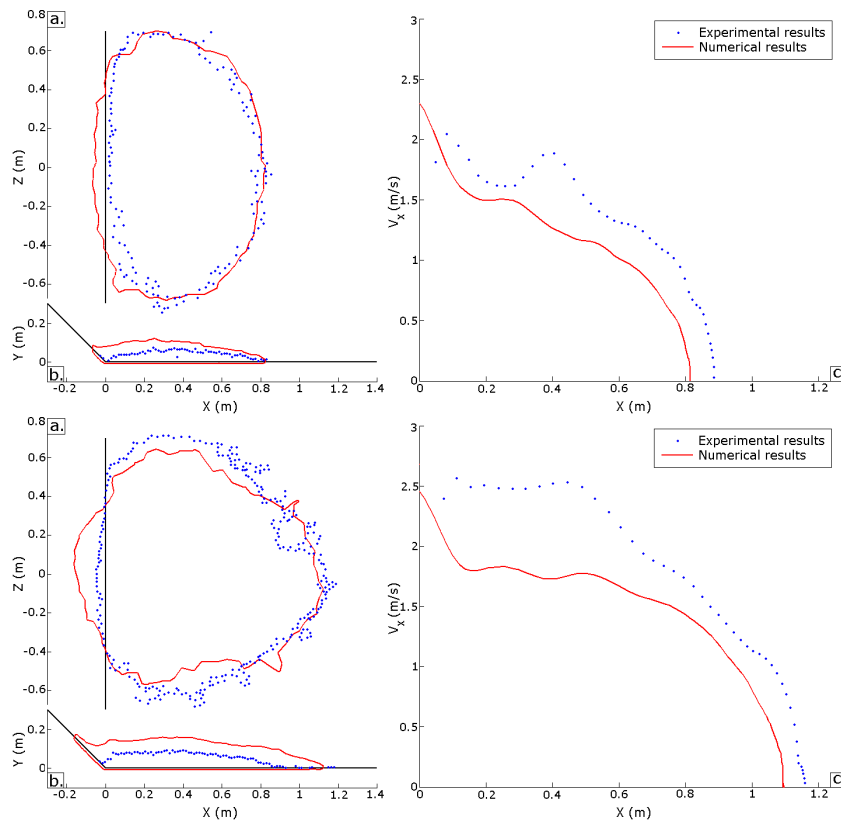 a.
0.8
0.6
0.4
0.2
0
-0.2
-0.4
-0.6
Z (m)
0.2
0
Y (m)
b.
-0.2 0 0.2 0.4 0.6 0.8 1 1.2 1.4
X (m)
3
2.5
2
1.5
1
0.5
0
Vx (m/s)
Experimental results
Numerical results
0 0.2 0.4 0.6 0.8 1 1.2
X (m)
c
a.
0.8
0.6
0.4
0.2
0
-0.2
-0.4
-0.6
Z (m)
0.2
0
Y (m)
b.
-0.2 0 0.2 0.4 0.6 0.8 1 1.2 1.4
X (m)
3
2.5
2
1.5
1
0.5
0
Vx (m/s)
Experimental results
Numerical results
0 0.2 0.4 0.6 0.8 1 1.2
X (m)
c